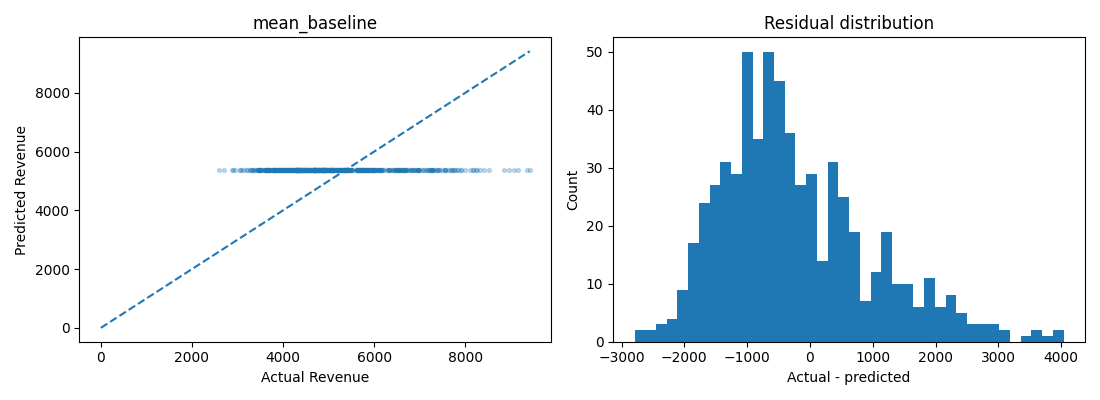 mean_baseline
Predicted Revenue
8000
6000
4000
2000
0
0 2000 4000 6000 8000
Actual Revenue
Residual distribution
Count
50
40
30
20
10
0
−3000 −2000 −1000 0 1000 2000 3000 4000
Actual - predicted